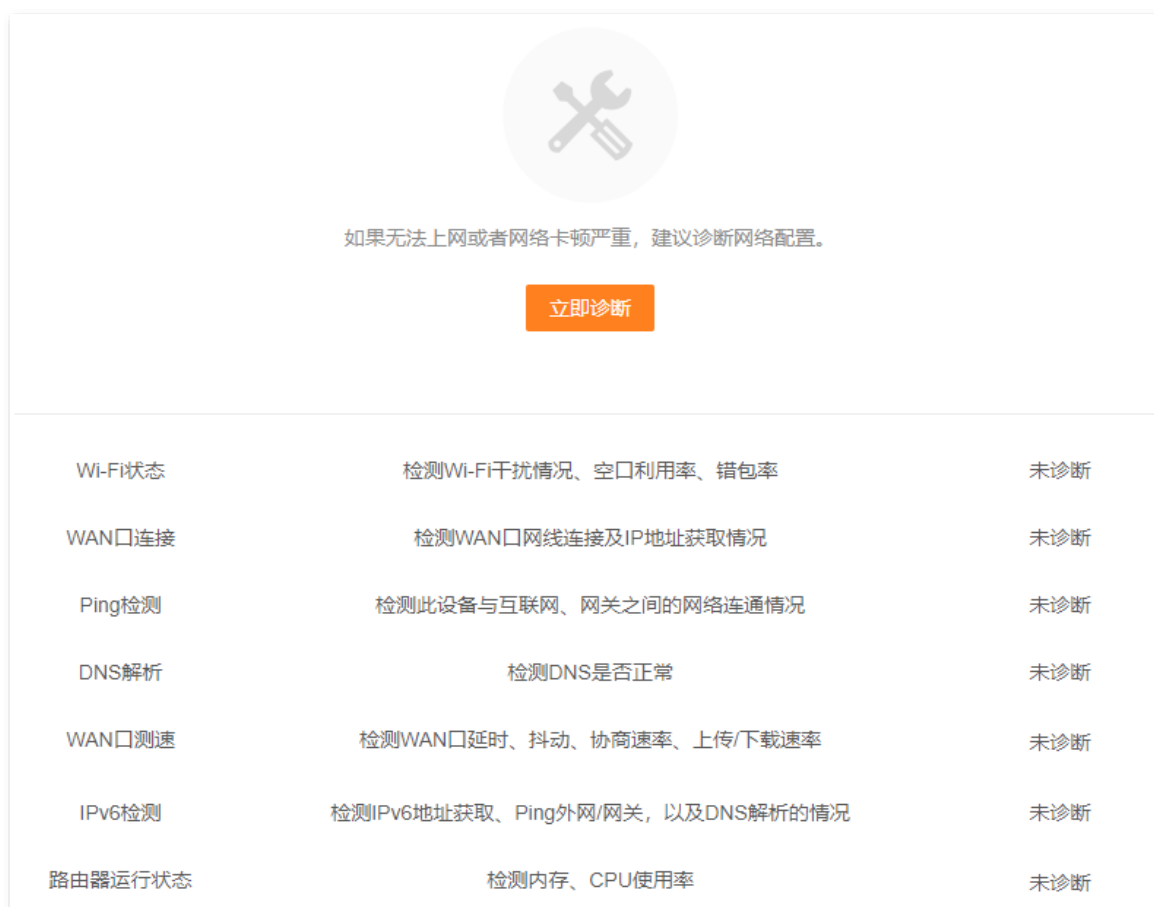 如果无法上网或者网络卡顿严重，建议诊断网络配置。
立即诊断
Wi-Fi状态 检测Wi-Fi干扰情况、空口利用率、错包率 未诊断
WAN口连接 检测WAN口网线连接及IP地址获取情况 未诊断
Ping检测 检测此设备与互联网、网关之间的网络连通情况 未诊断
DNS解析 检测DNS是否正常 未诊断
WAN口测速 检测WAN口延时、抖动、协商速率、上传/下载速率 未诊断
IPv6检测 检测IPv6地址获取、Ping外网/网关，以及DNS解析的情况 未诊断
路由器运行状态 检测内存、CPU使用率 未诊断